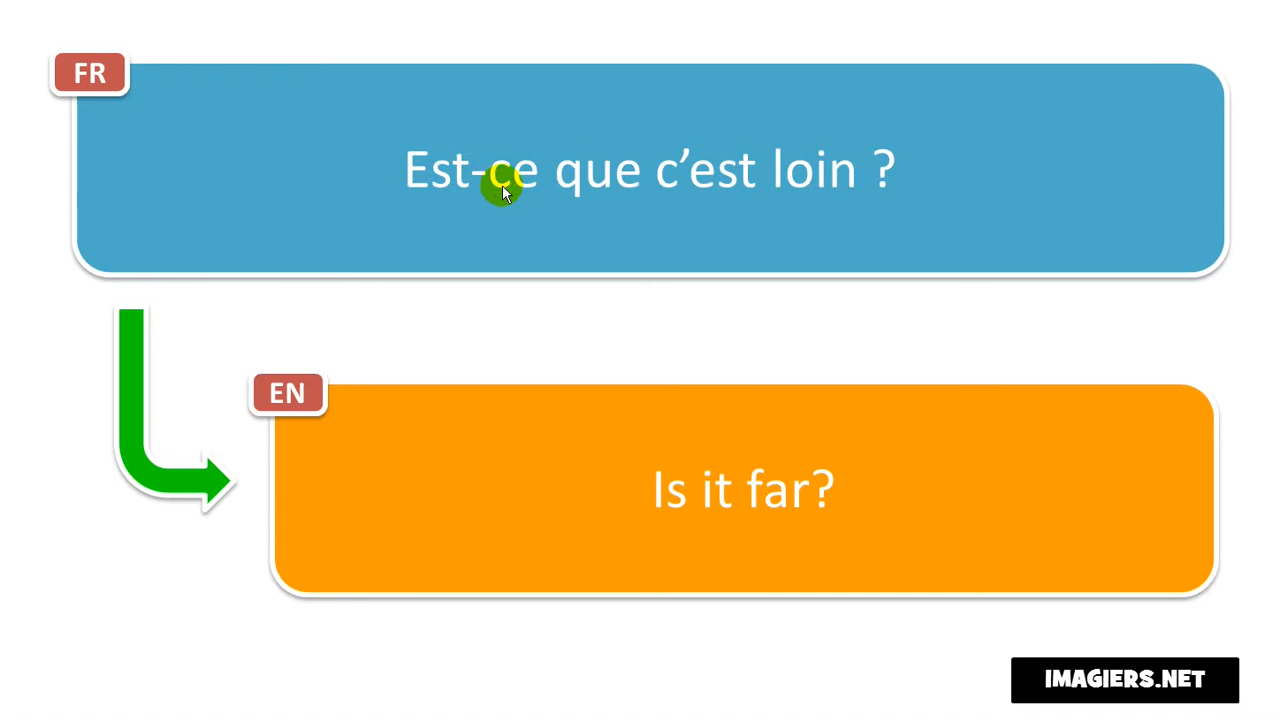 FR
Est-ce que c’est loin ?
EN
Is it far?
IMAGIERS.NET